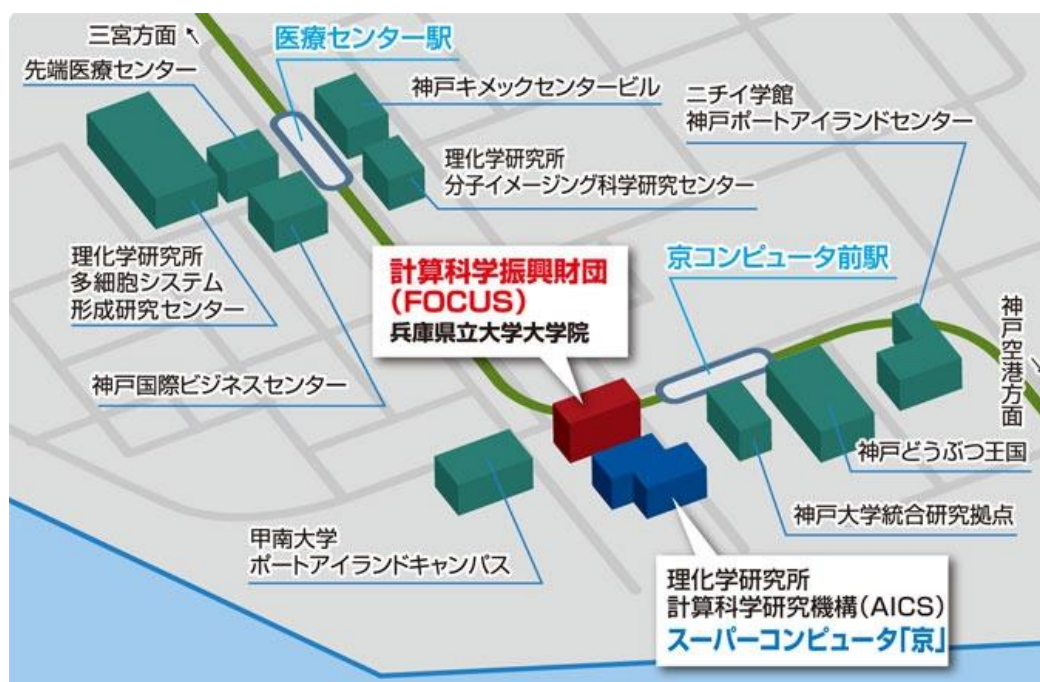 三宮方面
医療センター駅
先端医療センター
神戸キメックセンタービル
ニチイ学館
神戸ポートアイランドセンター
理化学研究所
分子イメージング科学研究センター
理化学研究所
多細胞システム
形成研究センター
計算科学振興財団
(FOCUS)
兵庫県立大学大学院
京コンピュータ前駅
神戸空港方面
神戸国際ビジネスセンター
神戸どうぶつ王国
神戸大学統合研究拠点
甲南大学
ポートアイランドキャンパス
理化学研究所
計算科学研究機構(AICS)
スーパーコンピュータ「京」